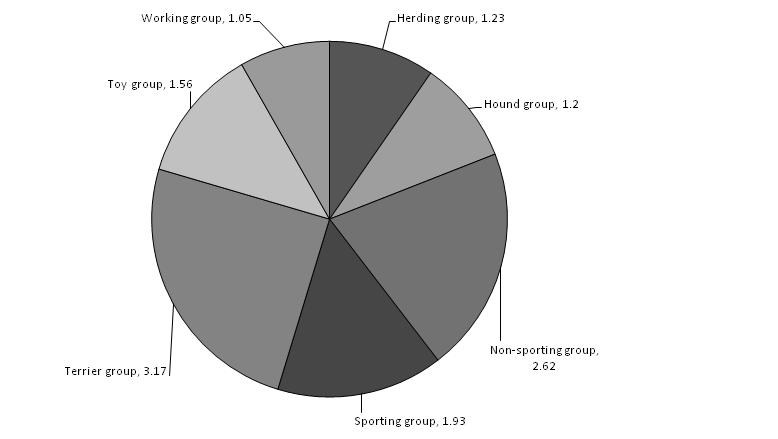 Working group, 1.05
Herding group, 1.23
Toy group, 1.56
Hound group, 1.2
Non-sporting group,
2.62
Terrier group, 3.17
Sporting group, 1.93